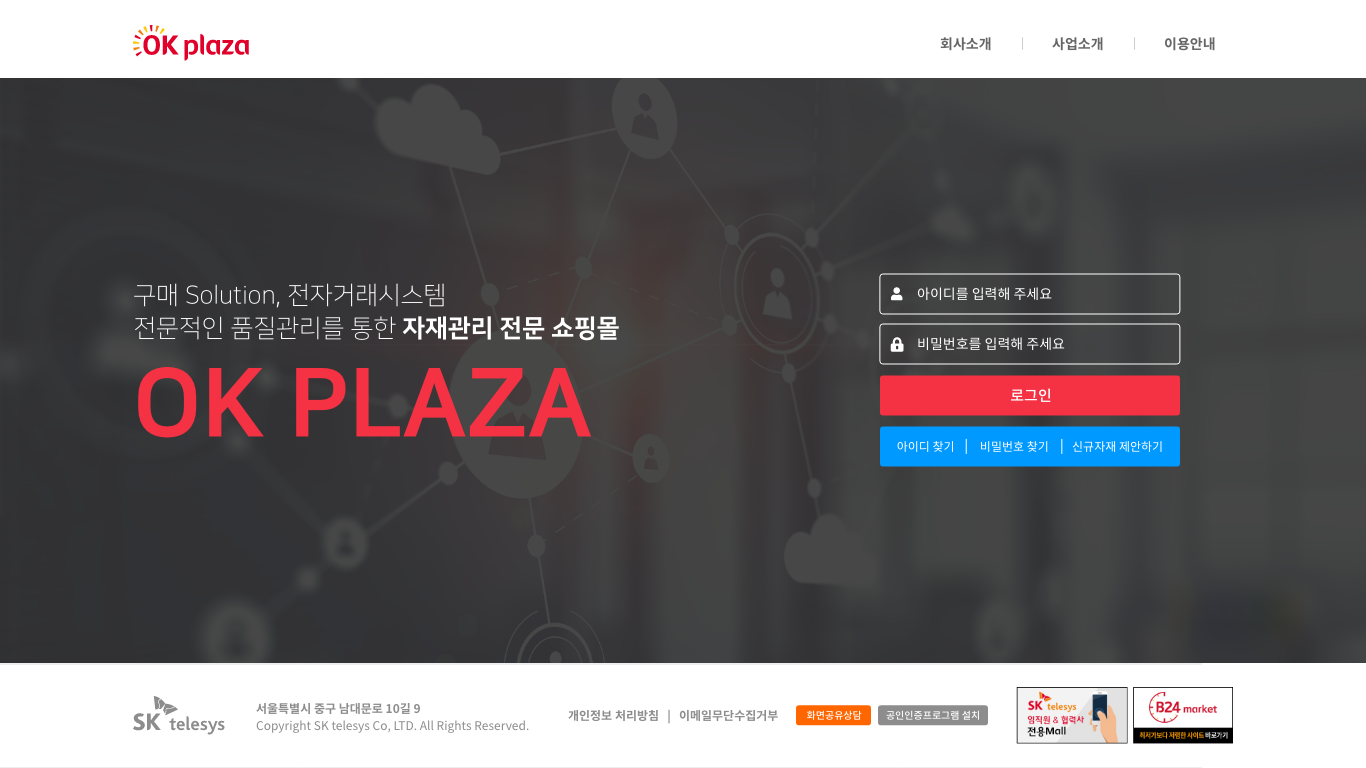 OK plaza
회사소개
사업소개
이용안내
구매 Solution, 전자거래시스템
전문적인 품질관리를 통한 자재관리 전문 쇼핑몰
OK PLAZA
아이디를 입력해 주세요
비밀번호를 입력해 주세요
로그인
아이디 찾기 | 비밀번호 찾기 | 신규자재 제안하기
SK telesys
서울특별시 중구 남대문로 10길 9
Copyright SK telesys Co, LTD. All Rights Reserved.
개인정보 처리방침 | 이메일무단수집거부
화면공유상담
공인인증프로그램 설치
SK telesys
임직원 & 협력사
전용Mall
B24 market
최저가보다 저렴한 사이트 바로가기